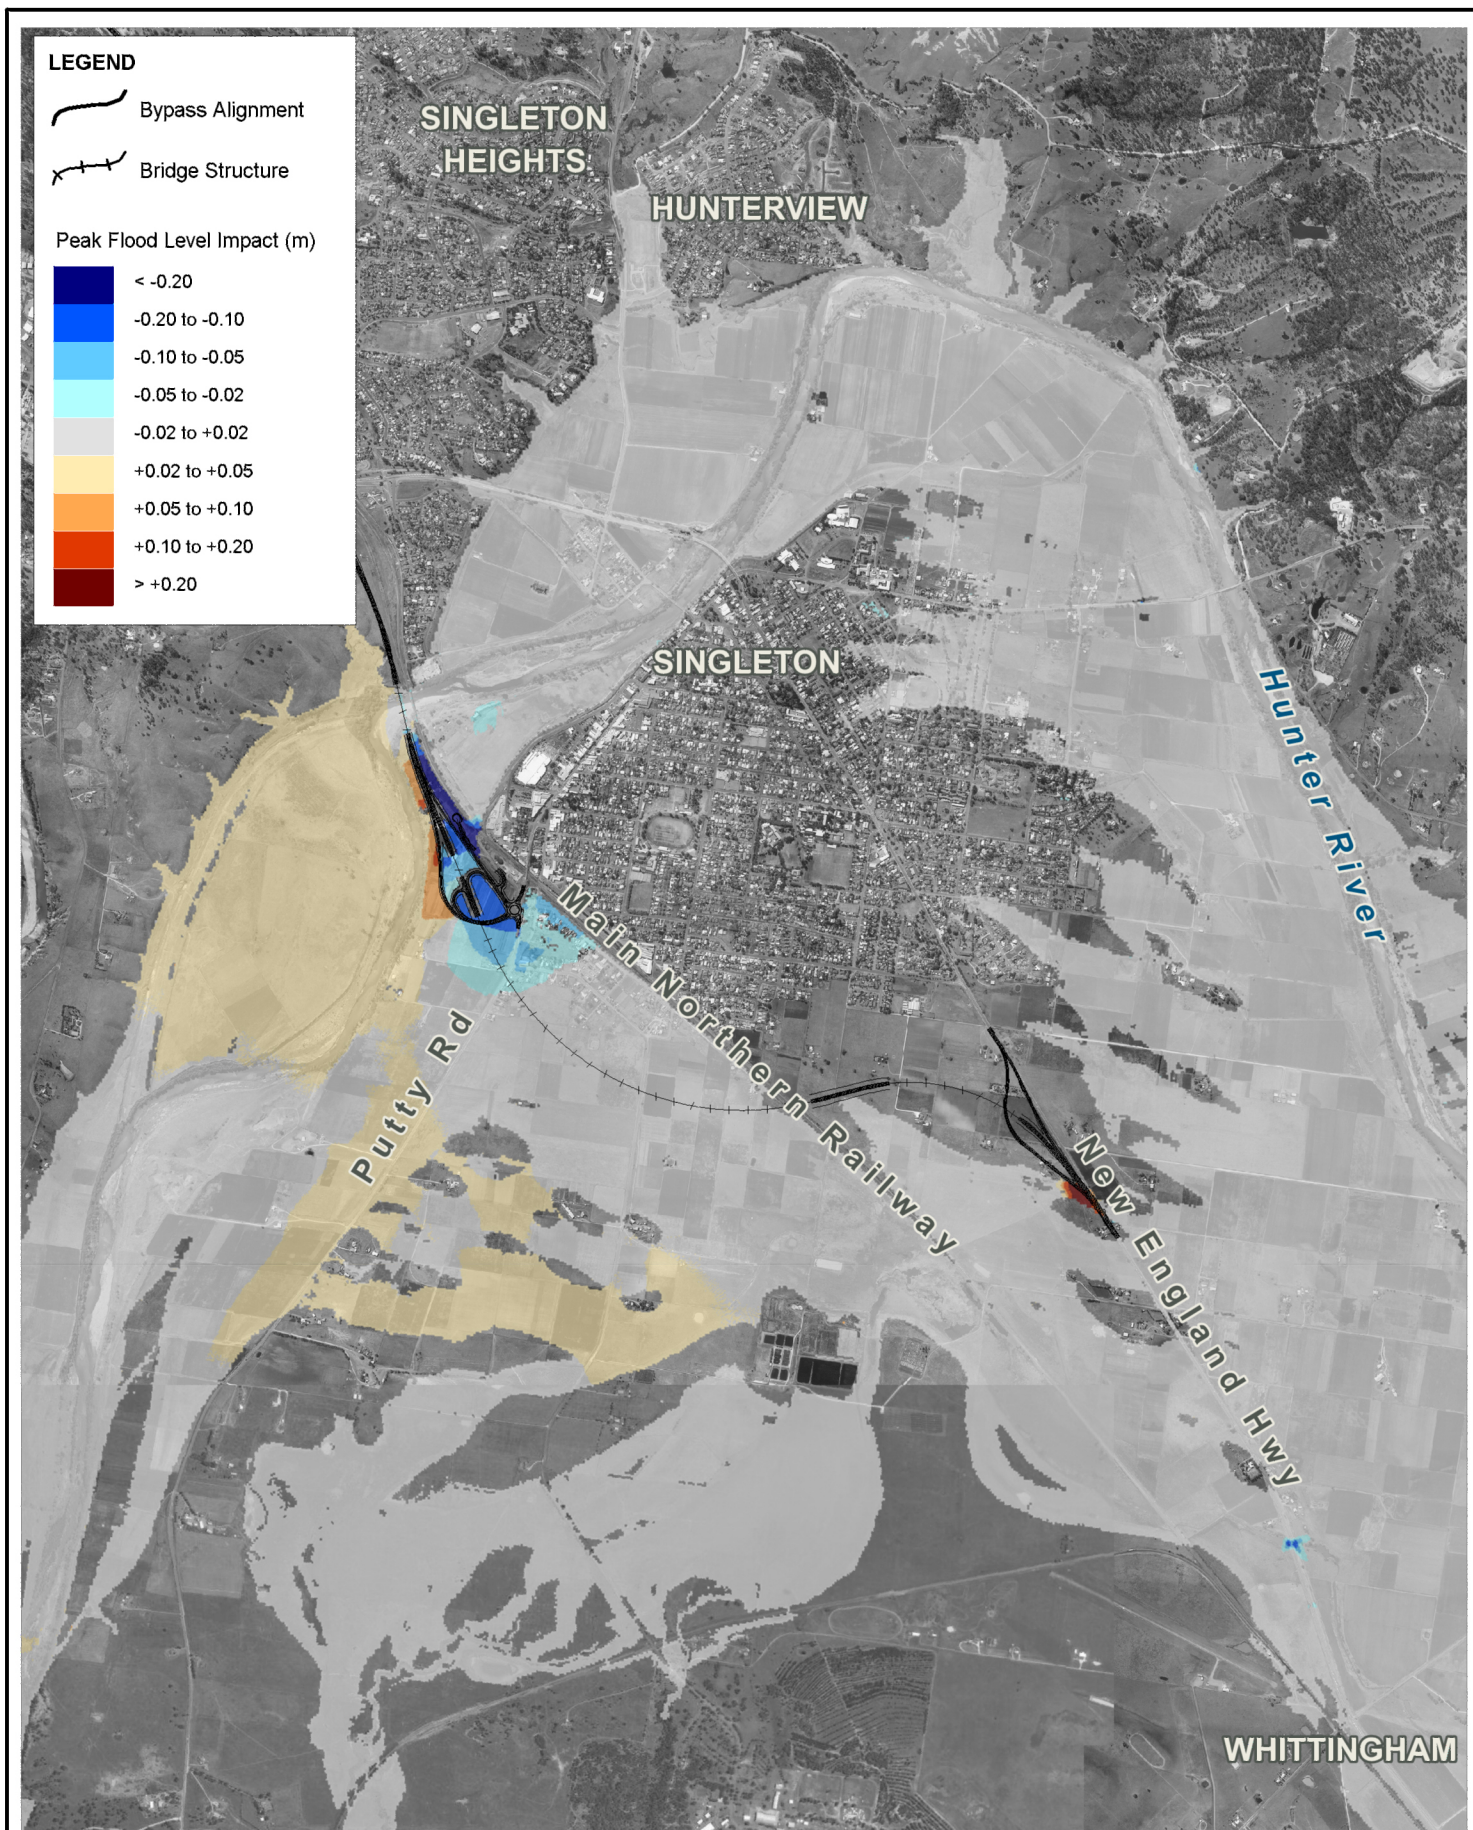 LEGEND
Bypass Alignment
Bridge Structure
Peak Flood Level Impact (m)
< -0.20
-0.20 to -0.10
-0.10 to -0.05
-0.05 to -0.02
-0.02 to +0.02
+0.02 to +0.05
+0.05 to +0.10
+0.10 to +0.20
> +0.20
SINGLETON
HEIGHTS
HUNTERVIEW
SINGLETON
Hunter River
Main Northern Railway
Putty Rd
New England Hwy
WHITTINGHAM